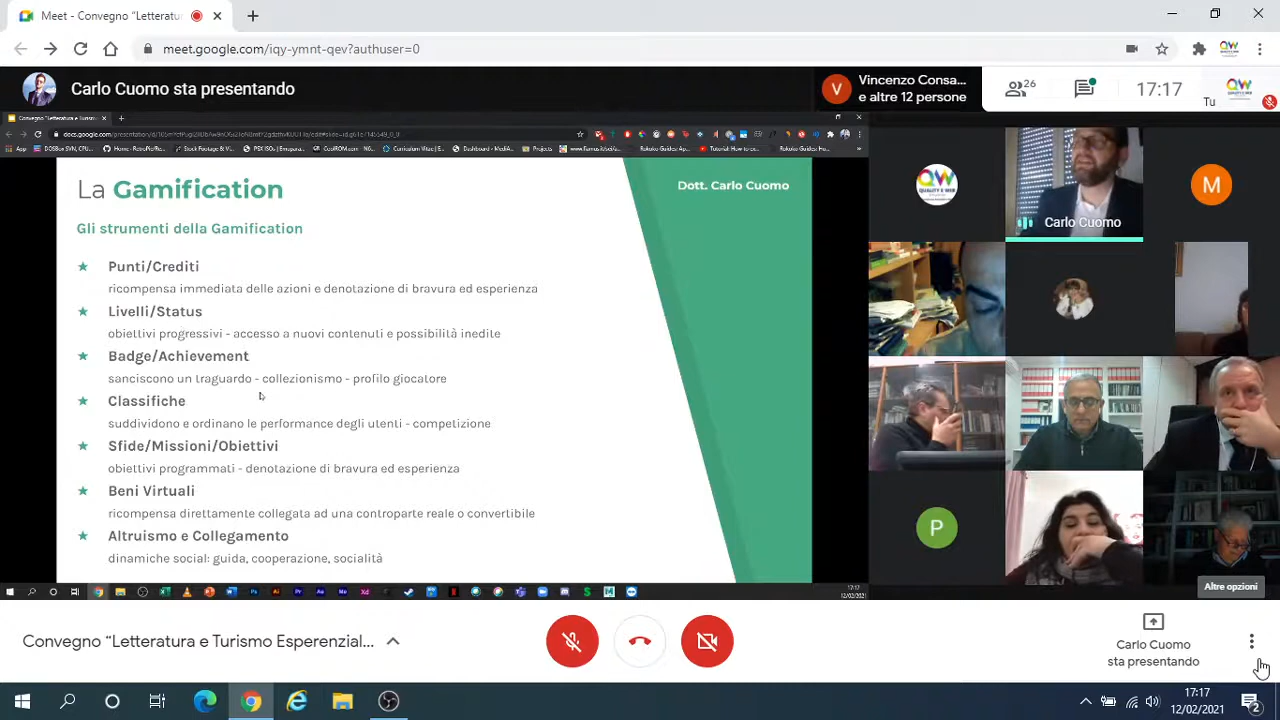 Meet - Convegno “Letteratu
meet.google.com/iqy-ymnt-qev?authuser=0
Carlo Cuomo sta presentando
Vincenzo Consa...
e altre 12 persone
26
17:17
Tu
La Gamification
Dott. Carlo Cuomo
Gli strumenti della Gamification
Punti/Crediti
ricompensa immediata delle azioni e denotazione di bravura ed esperienza
Livelli/Status
obiettivi progressivi - accesso a nuovi contenuti e possibilità inedite
Badge/Achievement
sanciscono un traguardo - collezionismo - profilo giocatore
Classifiche
suddividono e ordinano le performance degli utenti - competizione
Sfide/Missioni/Obiettivi
obiettivi programmati - denotazione di bravura ed esperienza
Beni Virtuali
ricompensa direttamente collegata ad una controparte reale o convertibile
Altruismo e Collegamento
dinamiche social: guida, cooperazione, socialità
QW
QUALITY E WEB
Carlo Cuomo
M
P
Altre opzioni
Convegno “Letteratura e Turismo Esperenzial...
Carlo Cuomo
sta presentando
17:17
12/02/2021
2